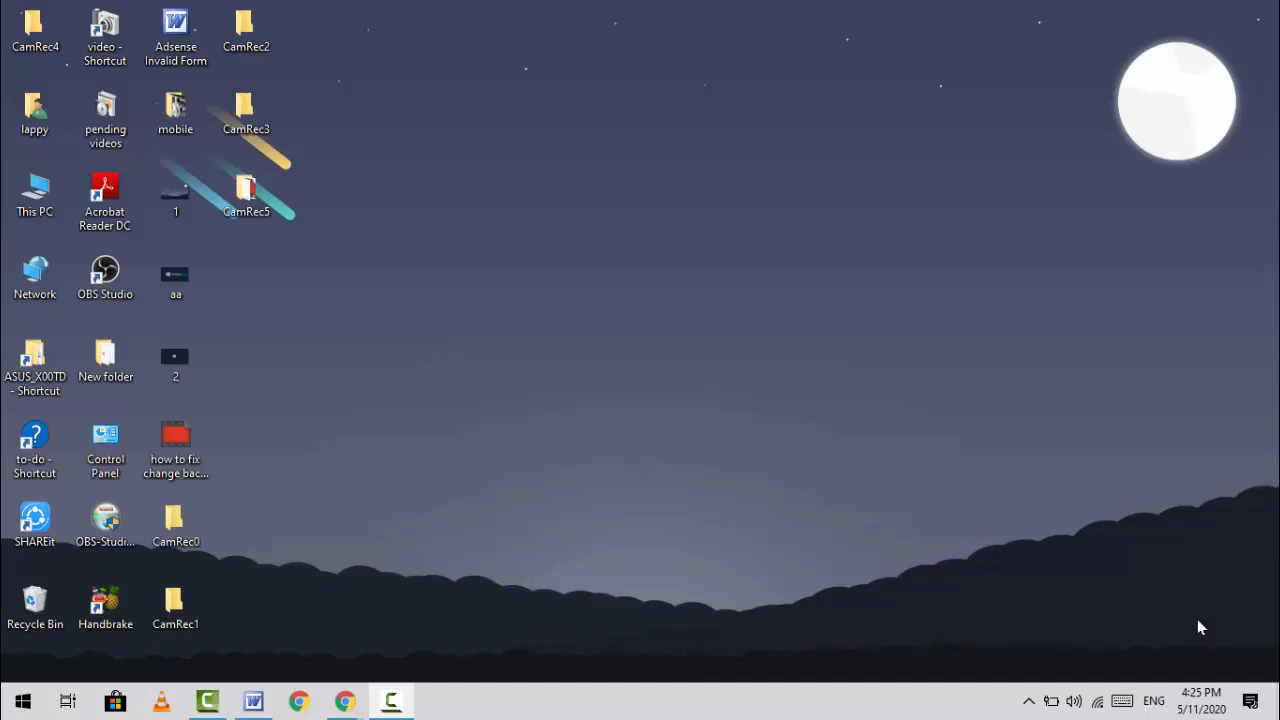 CamRec4
video -
Shortcut
Adsense
Invalid Form
CamRec2
lappy
pending
videos
mobile
CamRec3
This PC
Acrobat
Reader DC
1
CamRec5
Network
OBS Studio
aa
ASUS_X00TD
- Shortcut
New folder
2
to-do -
Shortcut
Control
Panel
how to fix
change bac...
SHAREit
OBS-Studi...
CamRec0
Recycle Bin
Handbrake
CamRec1
ENG
4:25 PM
5/11/2020